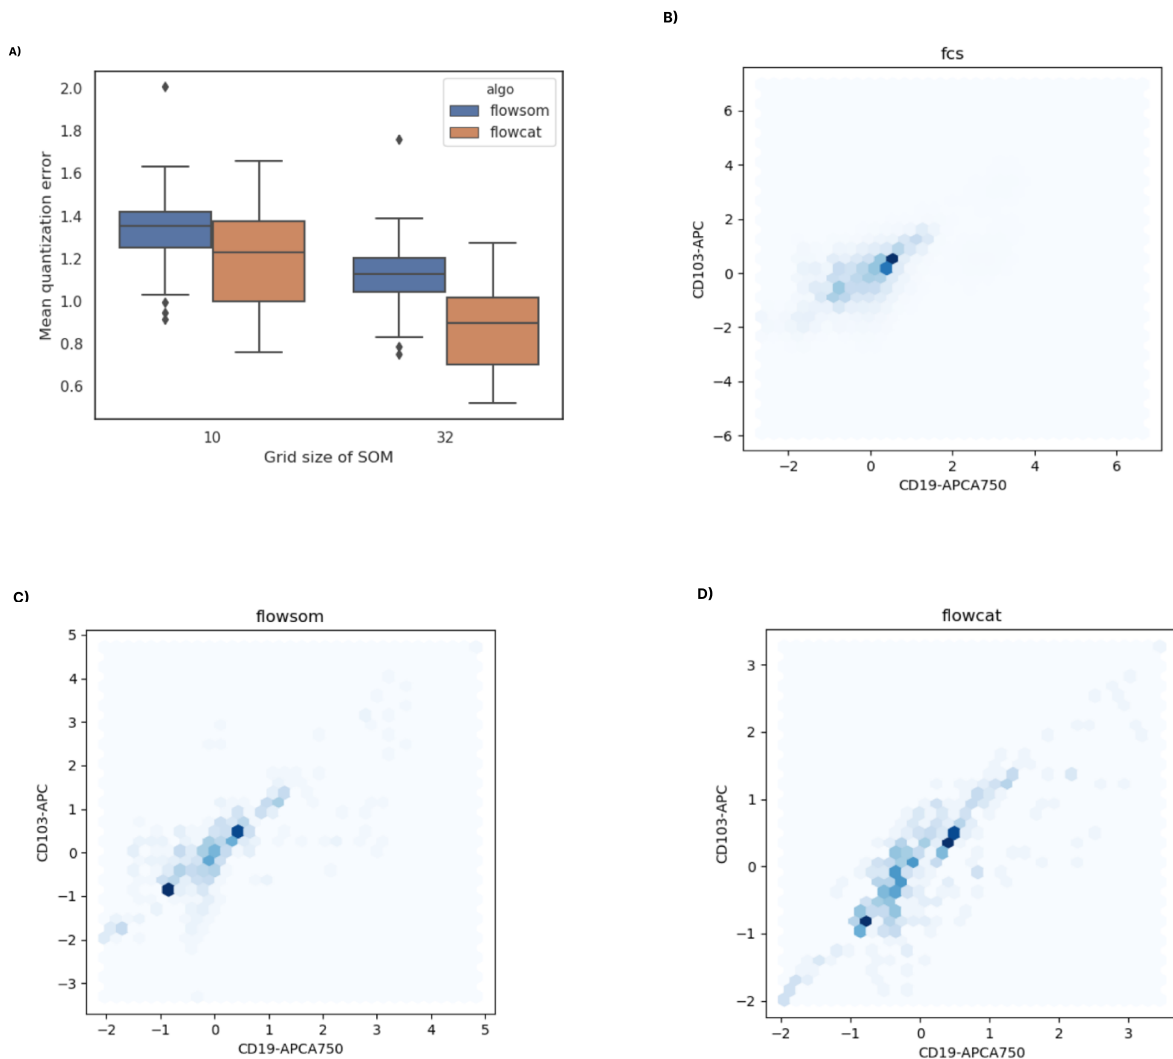 A)
2.0
1.8
1.6
1.4
1.2
1.0
0.8
0.6
Mean quantization error
algo
flowsom
flowcat
10
32
Grid size of SOM
B)
fcs
6
4
2
0
−2
−4
−6
CD103-APC
−2 0 2 4 6
CD19-APCA750
C)
flowsom
5
4
3
2
1
0
−1
−2
−3
CD103-APC
−2 −1 0 1 2 3 4 5
CD19-APCA750
D)
flowcat
3
2
1
0
−1
−2
CD103-APC
−2 −1 0 1 2 3
CD19-APCA750